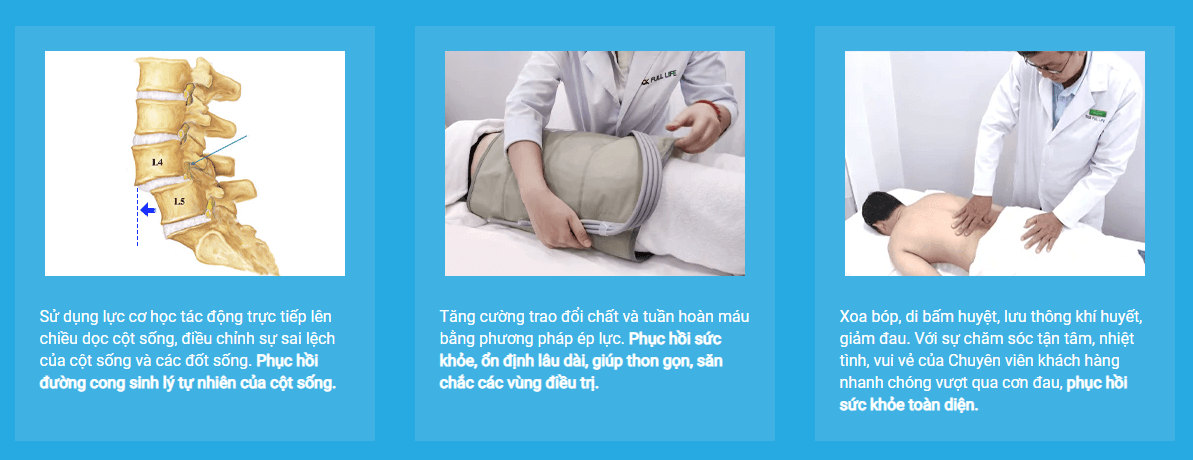 L4
L5
FULL LIFE
Sử dụng lực cơ học tác động trực tiếp lên
chiều dọc cột sống, điều chỉnh sự sai lệch
của cột sống và các đốt sống. Phục hồi
đường cong sinh lý tự nhiên của cột sống.
Tăng cường trao đổi chất và tuần hoàn máu
bằng phương pháp ép lực. Phục hồi sức
khỏe, ổn định lâu dài, giúp thon gọn, săn
chắc các vùng điều trị.
Xoa bóp, di bấm huyệt, lưu thông khí huyết,
giảm đau. Với sự chăm sóc tận tâm, nhiệt
tình, vui vẻ của Chuyên viên khách hàng
nhanh chóng vượt qua cơn đau, phục hồi
sức khỏe toàn diện.